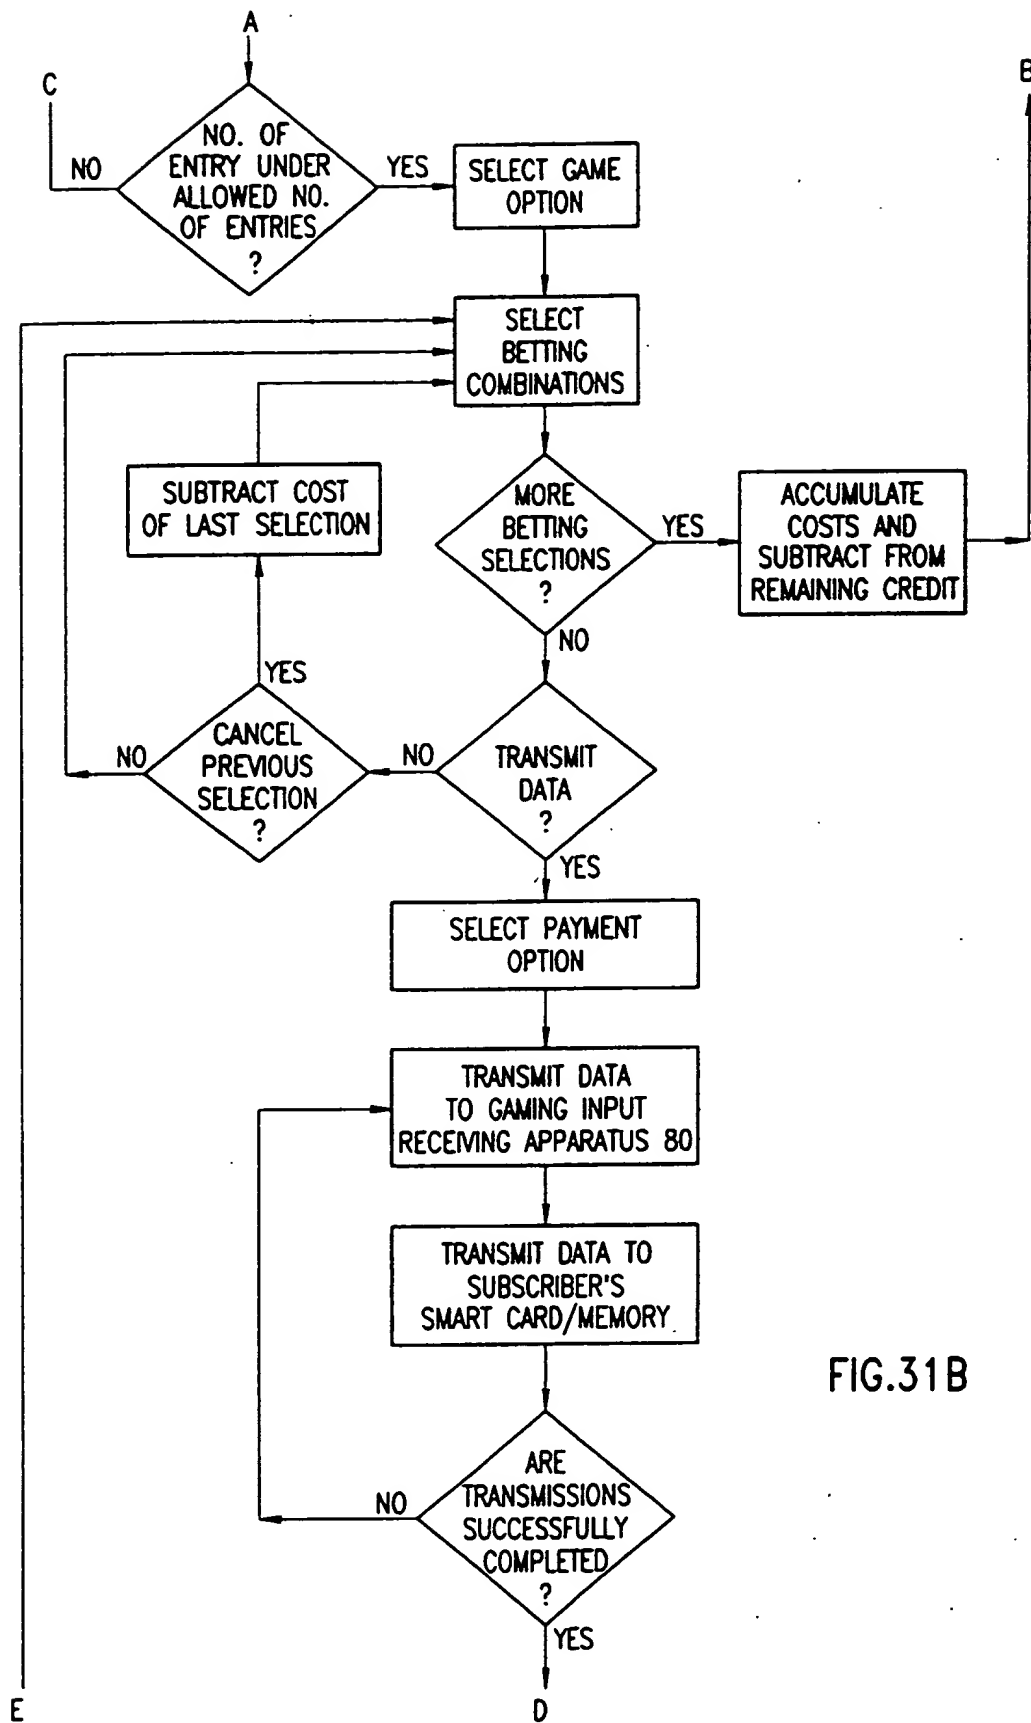 A
C
B
NO. OF
ENTRY UNDER
ALLOWED NO.
OF ENTRIES
?
NO
YES
SELECT GAME
OPTION
SELECT
BETTING
COMBINATIONS
SUBTRACT COST
OF LAST SELECTION
MORE
BETTING
SELECTIONS
?
YES
ACCUMULATE
COSTS AND
SUBTRACT FROM
REMAINING CREDIT
NO
YES
CANCEL
PREVIOUS
SELECTION
?
NO
NO
TRANSMIT
DATA
?
YES
SELECT PAYMENT
OPTION
TRANSMIT DATA
TO GAMING INPUT
RECEIVING APPARATUS 80
TRANSMIT DATA TO
SUBSCRIBER'S
SMART CARD/MEMORY
FIG.31B
ARE
TRANSMISSIONS
SUCCESSFULLY
COMPLETED
?
NO
YES
E
D